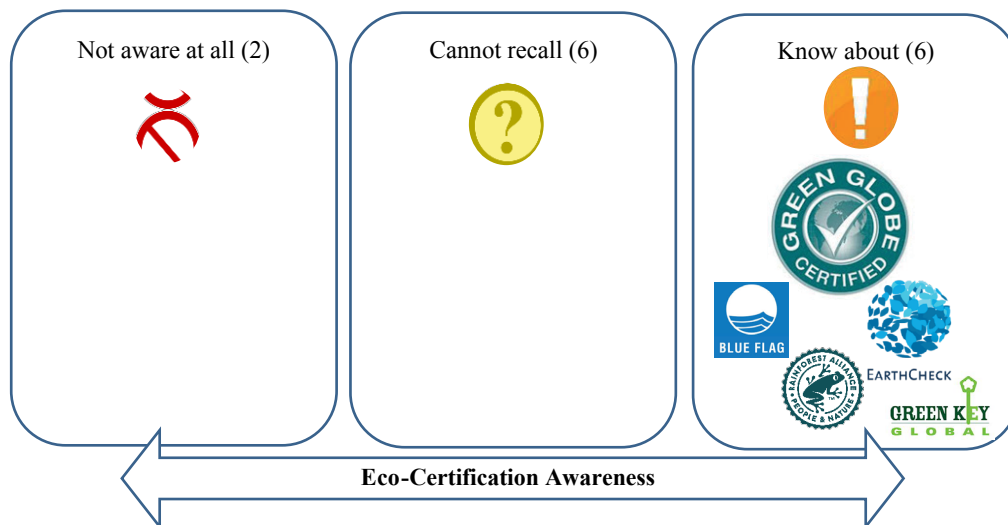 Not aware at all (2)
Cannot recall (6)
Know about (6)
?
!
GREEN GLOBE
CERTIFIED
BLUE FLAG
EARTHCHECK
RAINFOREST ALLIANCE
PEOPLE & NATURE
TM
GREEN KEY
GLOBAL
Eco-Certification Awareness